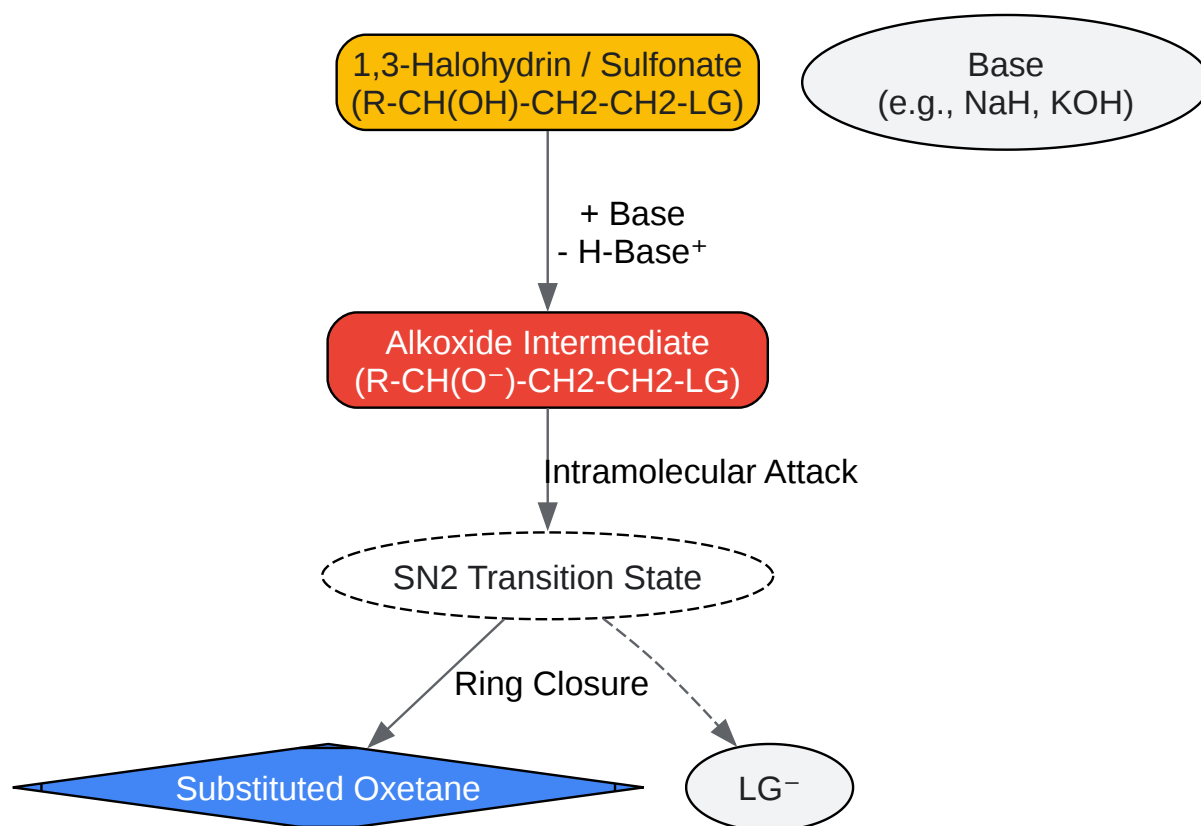 1,3-Halohydrin / Sulfonate
(R-CH(OH)-CH2-CH2-LG)
Base
(e.g., NaH, KOH)
+ Base
- H-Base⁺
Alkoxide Intermediate
(R-CH(O⁻)-CH2-CH2-LG)
Intramolecular Attack
SN2 Transition State
Ring Closure
Substituted Oxetane
LG⁻